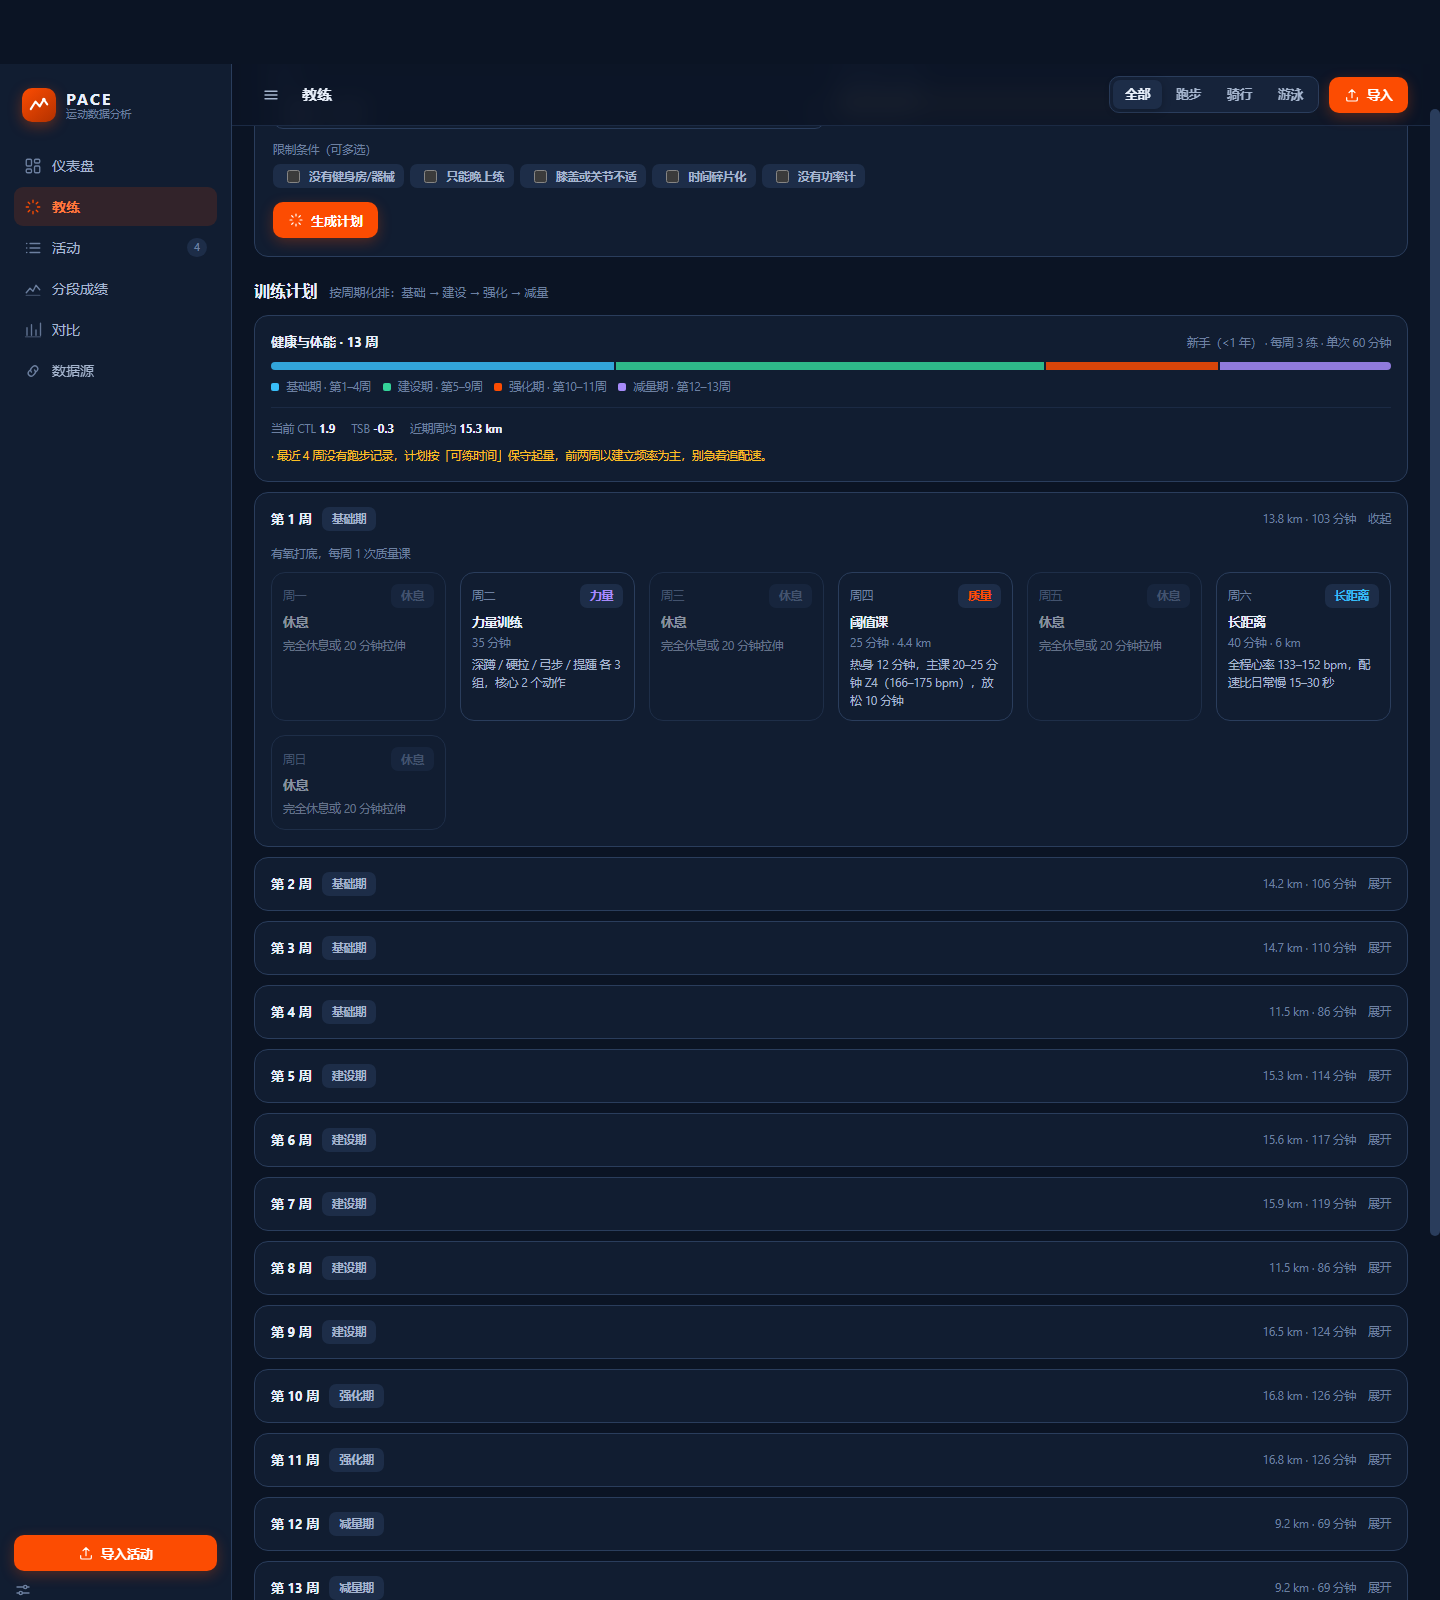 PACE
运动数据分析
仪表盘
教练
活动 4
分段成绩
对比
数据源
导入活动
教练
全部 跑步 骑行 游泳 导入
限制条件（可多选）
没有健身房/器械 只能晚上练 膝盖或关节不适 时间碎片化 没有功率计
生成计划
训练计划 按周期化排：基础 → 建设 → 强化 → 减量
健康与体能 · 13 周 新手（<1 年） · 每周 3 练 · 单次 60 分钟
基础期 · 第1–4周 建设期 · 第5–9周 强化期 · 第10–11周 减量期 · 第12–13周
当前 CTL 1.9 TSB -0.3 近期周均 15.3 km
· 最近 4 周没有跑步记录，计划按「可练时间」保守起量，前两周以建立频率为主，别急着追配速。
第 1 周 基础期 13.8 km · 103 分钟 收起
有氧打底，每周 1 次质量课
周一 休息
休息
完全休息或 20 分钟拉伸
周二 力量
力量训练
35 分钟
深蹲 / 硬拉 / 弓步 / 提踵 各 3
组，核心 2 个动作
周三 休息
休息
完全休息或 20 分钟拉伸
周四 质量
阈值课
25 分钟 · 4.4 km
热身 12 分钟，主课 20–25 分
钟 Z4（166–175 bpm），放
松 10 分钟
周五 休息
休息
完全休息或 20 分钟拉伸
周六 长距离
长距离
40 分钟 · 6 km
全程心率 133–152 bpm，配
速比日常慢 15–30 秒
周日 休息
休息
完全休息或 20 分钟拉伸
第 2 周 基础期 14.2 km · 106 分钟 展开
第 3 周 基础期 14.7 km · 110 分钟 展开
第 4 周 基础期 11.5 km · 86 分钟 展开
第 5 周 建设期 15.3 km · 114 分钟 展开
第 6 周 建设期 15.6 km · 117 分钟 展开
第 7 周 建设期 15.9 km · 119 分钟 展开
第 8 周 建设期 11.5 km · 86 分钟 展开
第 9 周 建设期 16.5 km · 124 分钟 展开
第 10 周 强化期 16.8 km · 126 分钟 展开
第 11 周 强化期 16.8 km · 126 分钟 展开
第 12 周 减量期 9.2 km · 69 分钟 展开
第 13 周 减量期 9.2 km · 69 分钟 展开